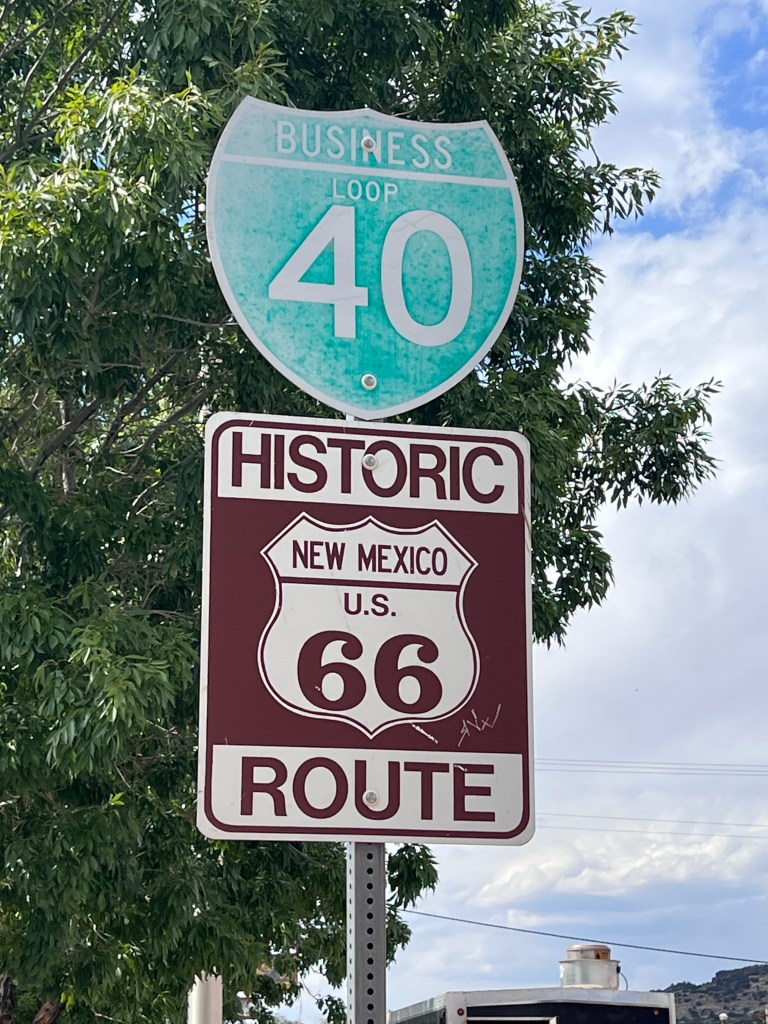 BUSINESS
LOOP
40
HISTORIC
NEW MEXICO
U.S.
66
ROUTE